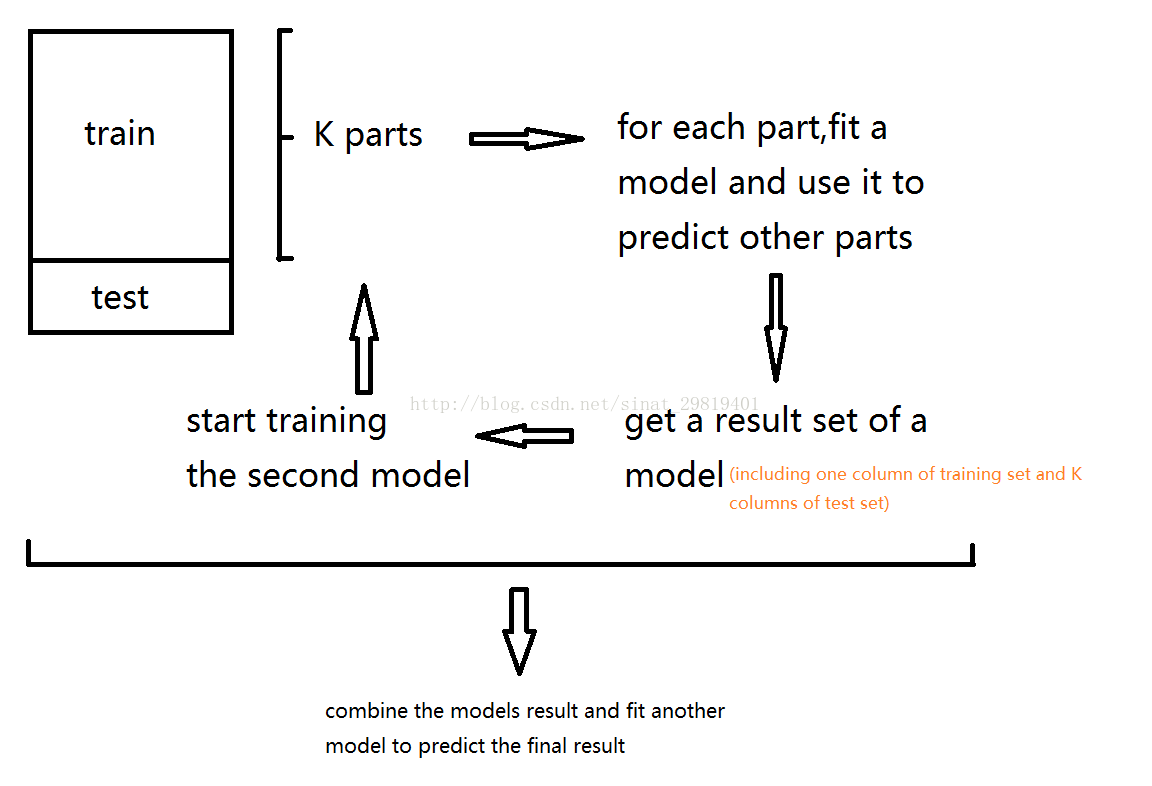 train
K parts
for each part,fit a
model and use it to
predict other parts
test
http://blog.csdn.net/sinat_29819401
start training
the second model
get a result set of a
model
(including one column of training set and K
columns of test set)
combine the models result and fit another
model to predict the final result